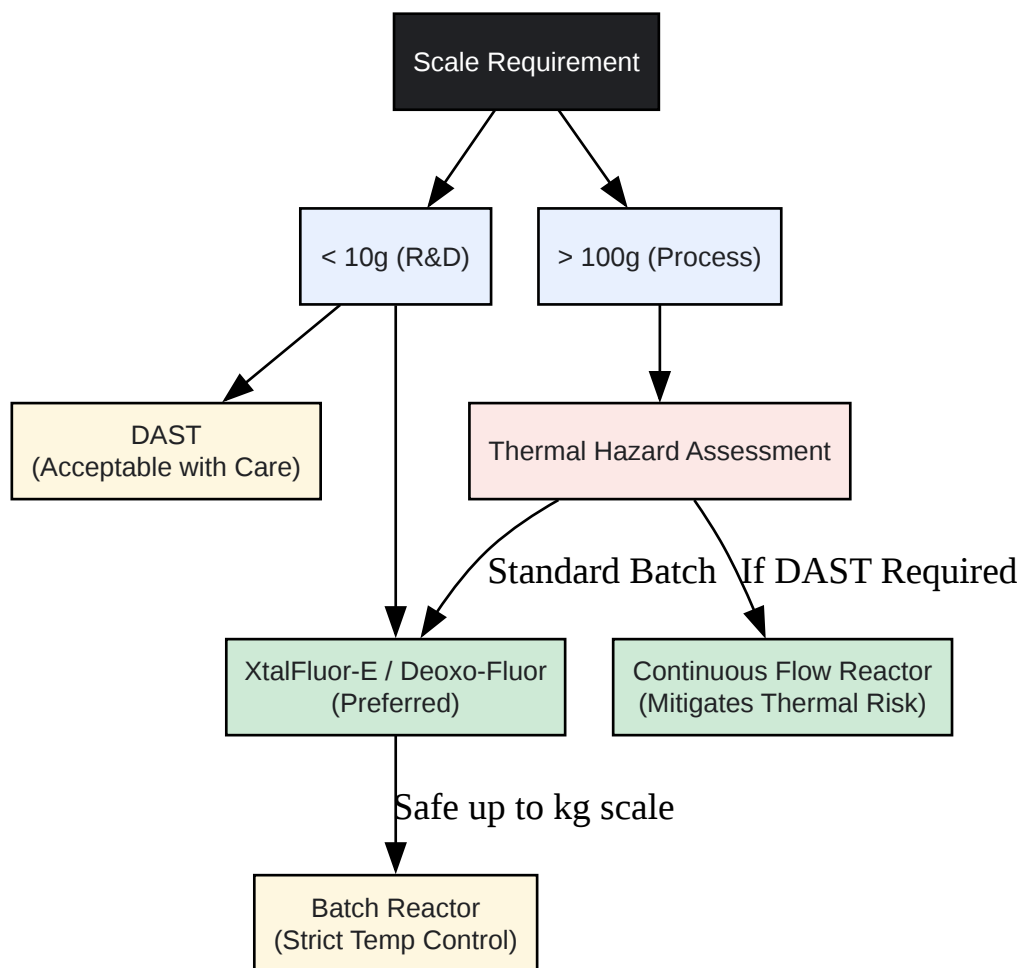 Scale Requirement
< 10g (R&D)
> 100g (Process)
DAST
(Acceptable with Care)
Thermal Hazard Assessment
Standard Batch
If DAST Required
XtalFluor-E / Deoxo-Fluor
(Preferred)
Continuous Flow Reactor
(Mitigates Thermal Risk)
Safe up to kg scale
Batch Reactor
(Strict Temp Control)